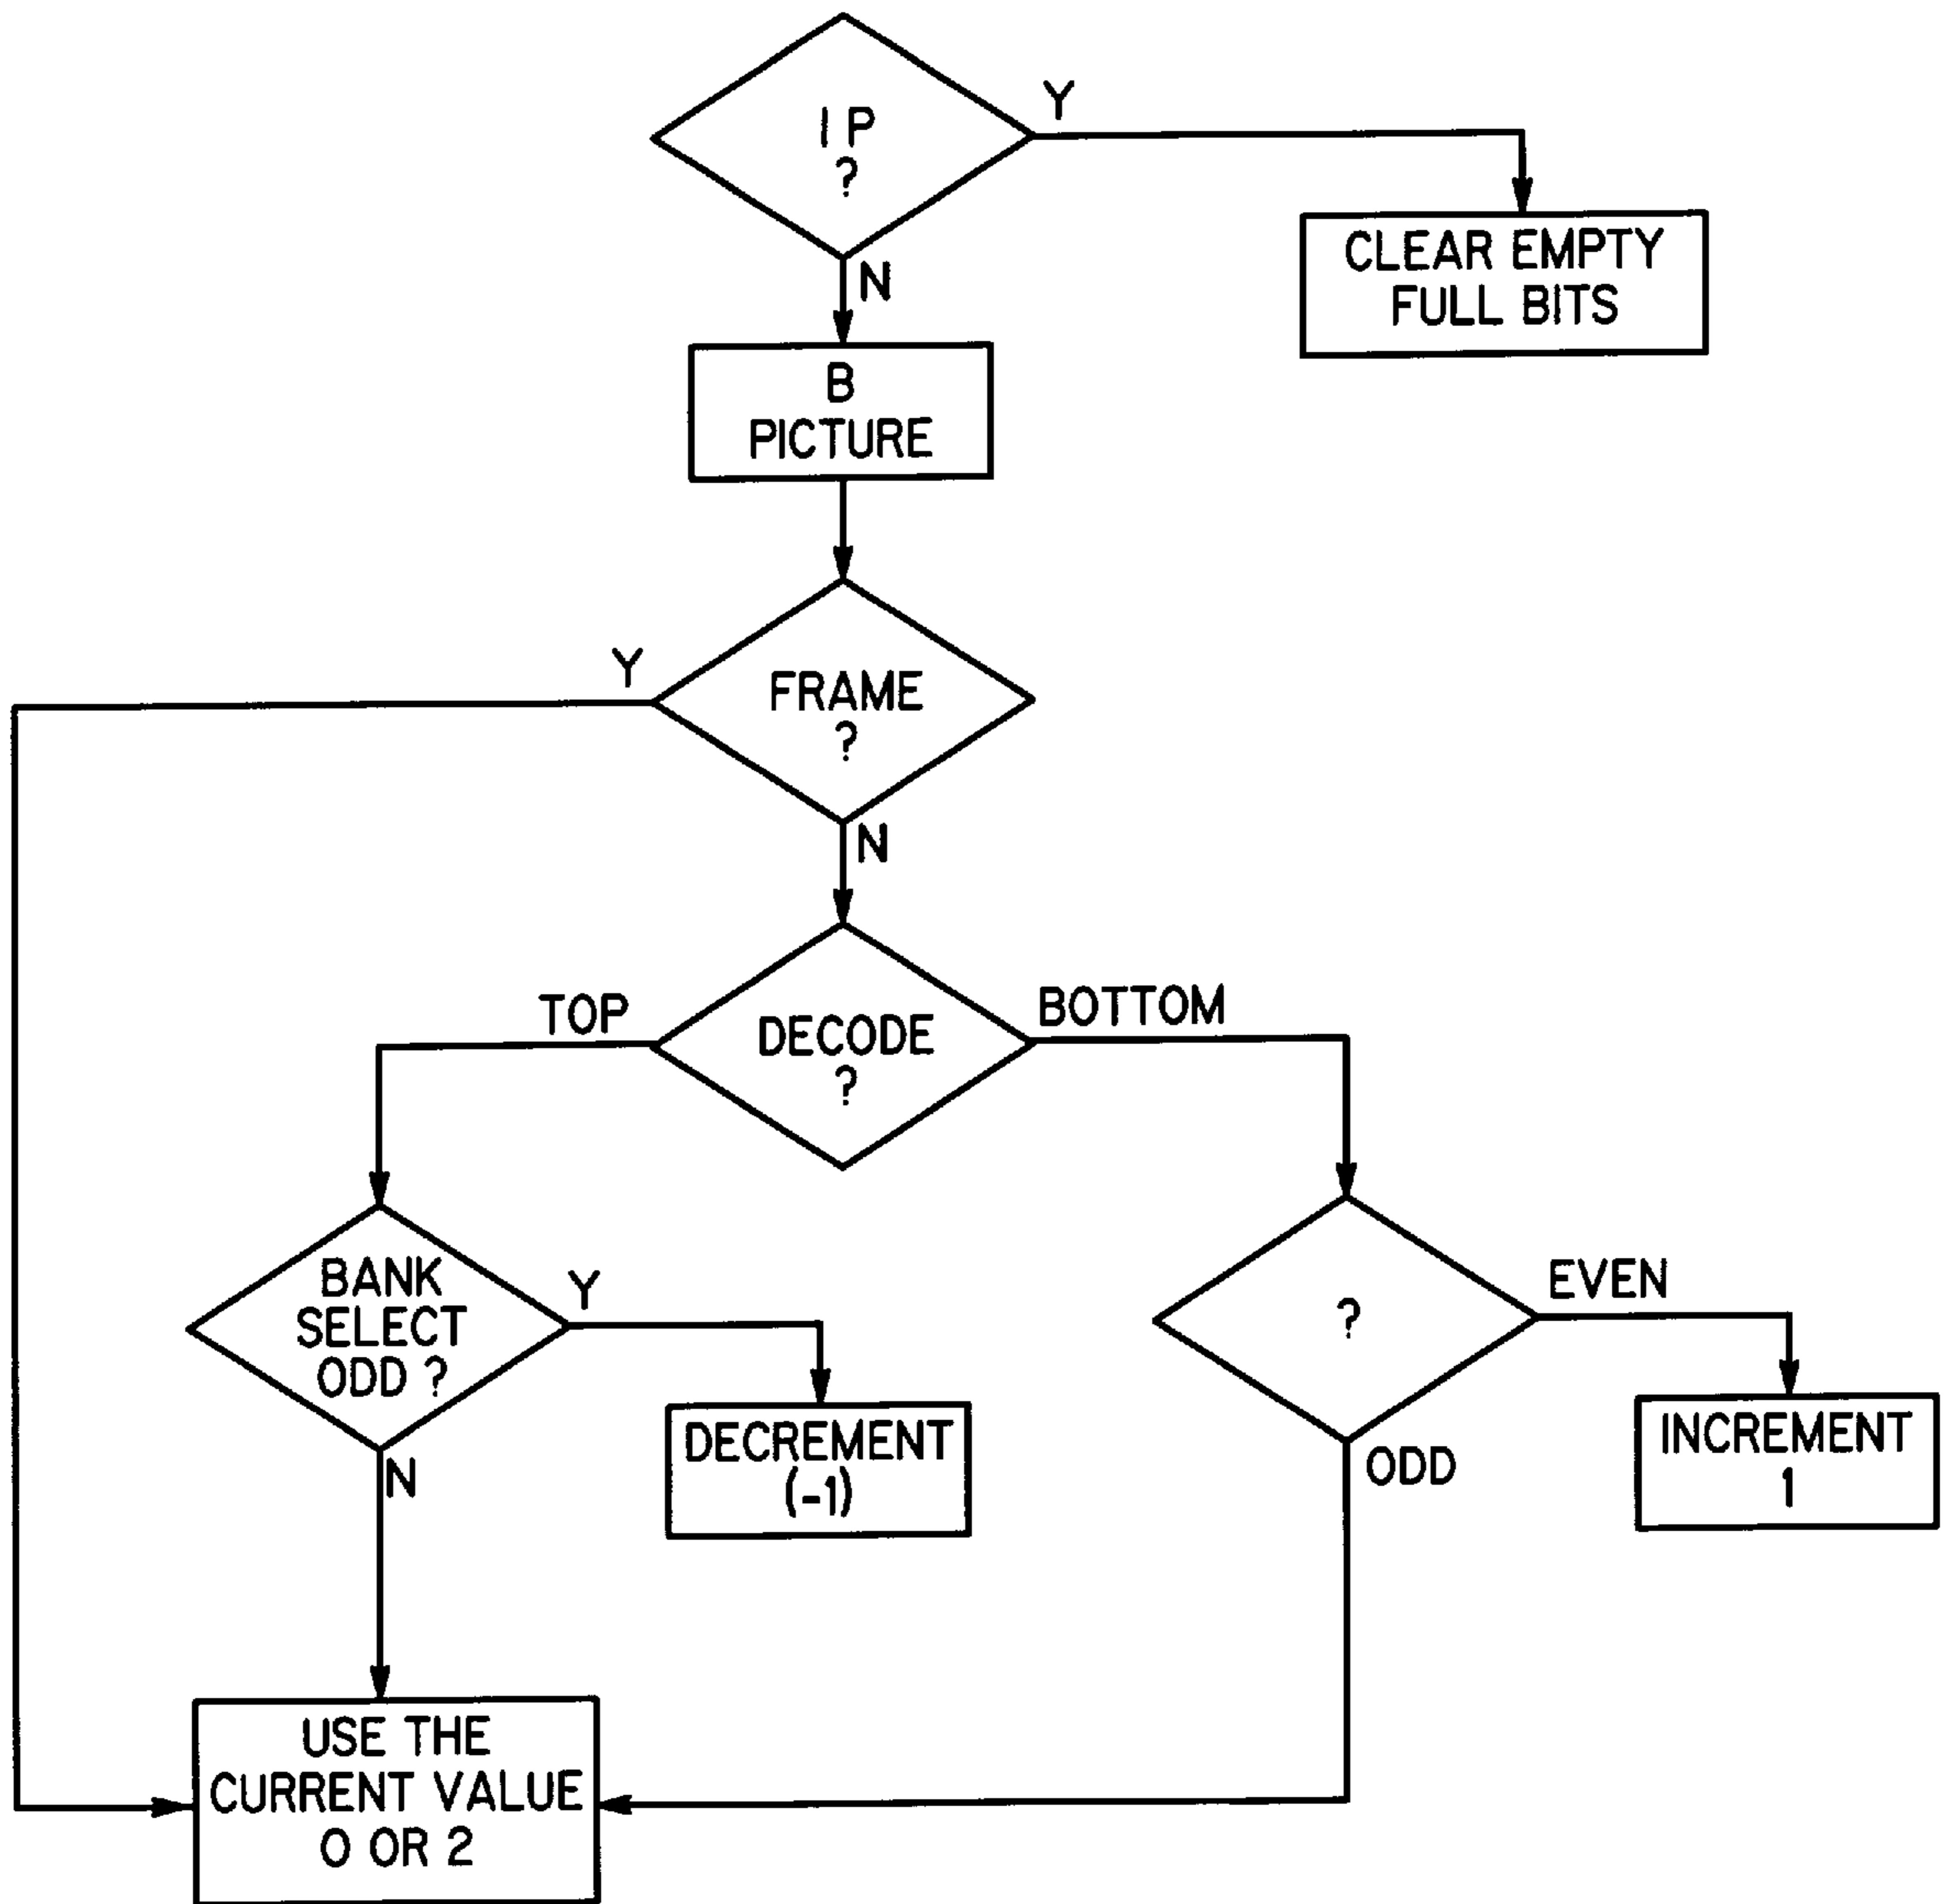 I P
?
Y
N
CLEAR EMPTY
FULL BITS
B
PICTURE
Y
FRAME
?
N
TOP
DECODE
?
BOTTOM
BANK
SELECT
ODD ?
Y
N
DECREMENT
(-1)
?
EVEN
ODD
INCREMENT
1
USE THE
CURRENT VALUE
0 OR 2